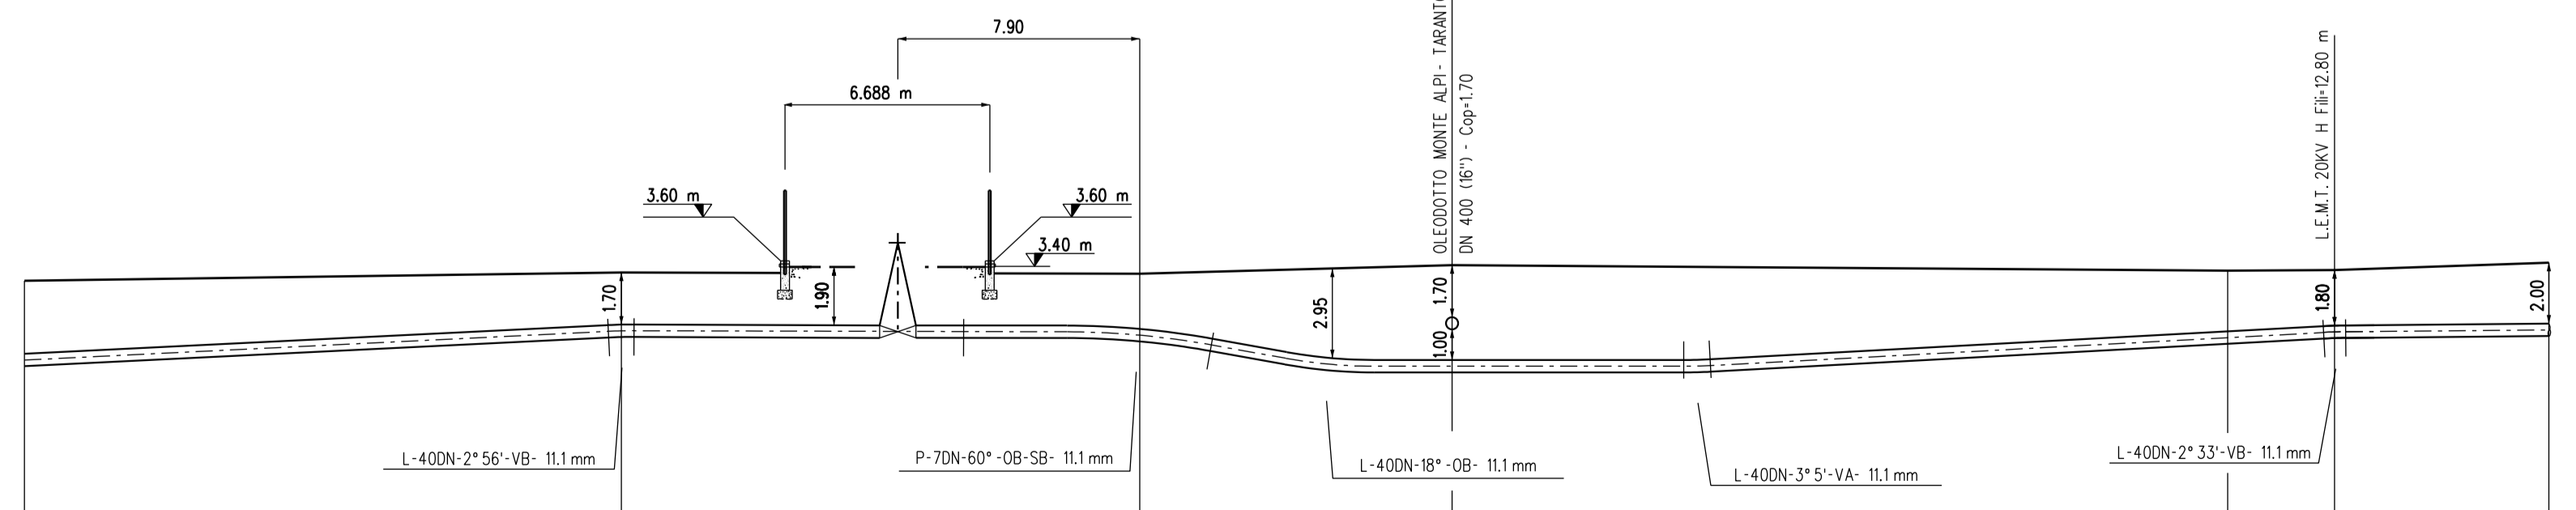 7.90
6.688 m
3.60 m
3.60 m
3.40 m
1.70
1.90
2.95
1.70
1.00
1.80
2.00
OLEODOTTO MONTE ALPI - TARANTO
DN 400 (16") - Cop=1.70
L.E.M.T. 20KV H Fili=12.80 m
L-40DN-2° 56'-VB- 11.1 mm
P-7DN-60° -OB-SB- 11.1 mm
L-40DN-18° -OB- 11.1 mm
L-40DN-3° 5'-VA- 11.1 mm
L-40DN-2° 33'-VB- 11.1 mm